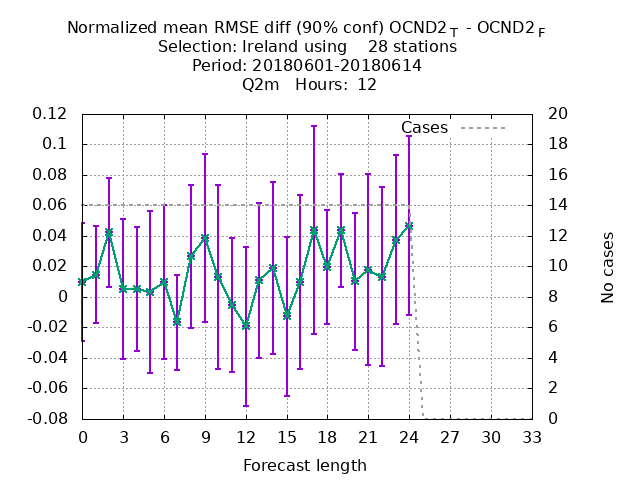 Normalized mean RMSE diff (90% conf) OCND2 T - OCND2 F
Selection: Ireland using 28 stations
Period: 20180601-20180614
Q2m Hours: 12
Cases
0.12
0.1
0.08
0.06
0.04
0.02
0
-0.02
-0.04
-0.06
-0.08
20
18
16
14
12
10
8
6
4
2
0
No cases
0 3 6 9 12 15 18 21 24 27 30 33
Forecast length